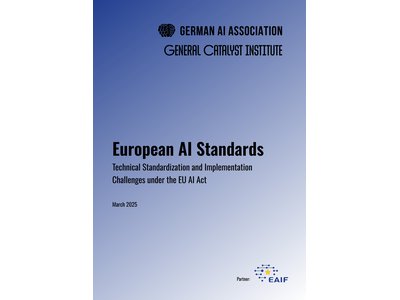 GERMAN AI ASSOCIATION
GENERAL CATALYST INSTITUTE
European AI Standards
Technical Standardization and Implementation
Challenges under the EU AI Act
March 2025
Partner:
EAIF